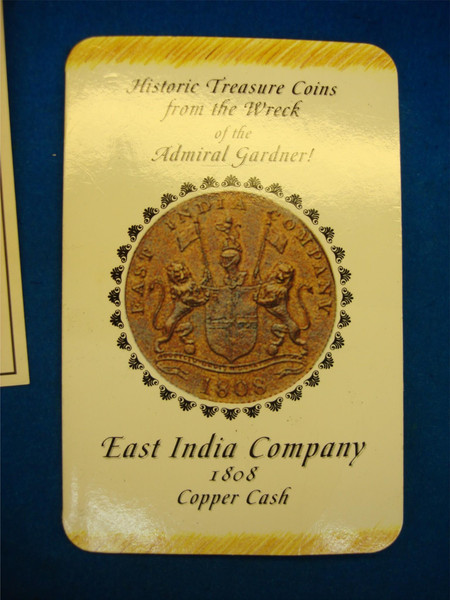 Historic Treasure Coins
from the Wreck
of the
Admiral Gardner!
EAST INDIA COMPANY
1808
East India Company
1808
Copper Cash